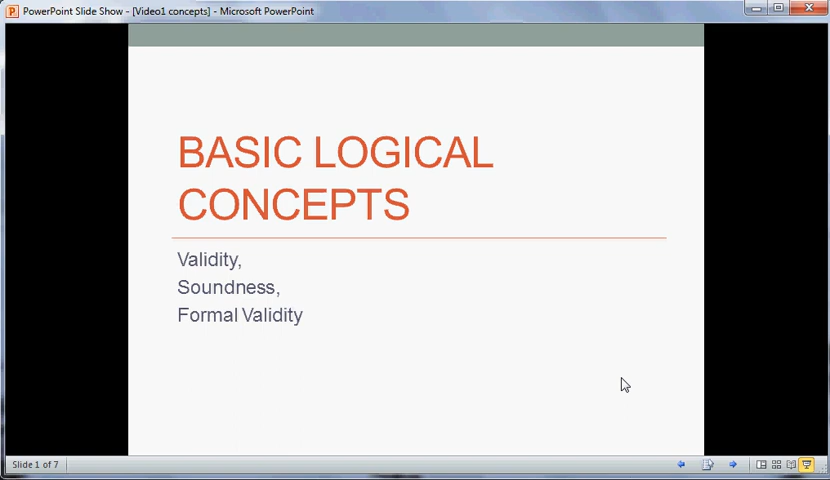 PowerPoint Slide Show - [Video1 concepts] - Microsoft PowerPoint
BASIC LOGICAL
CONCEPTS
Validity,
Soundness,
Formal Validity
Slide 1 of 7